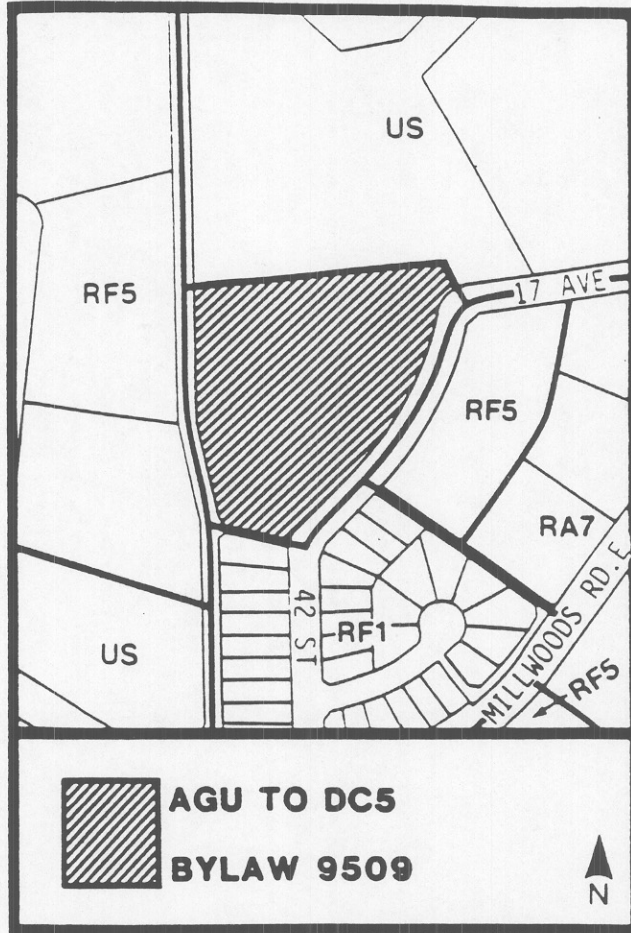 US
RF5
17 AVE
RF5
RA7
42 ST
RF1
US
MILLWOODS RD. E
RF5
AGU TO DC5
BYLAW 9509
N